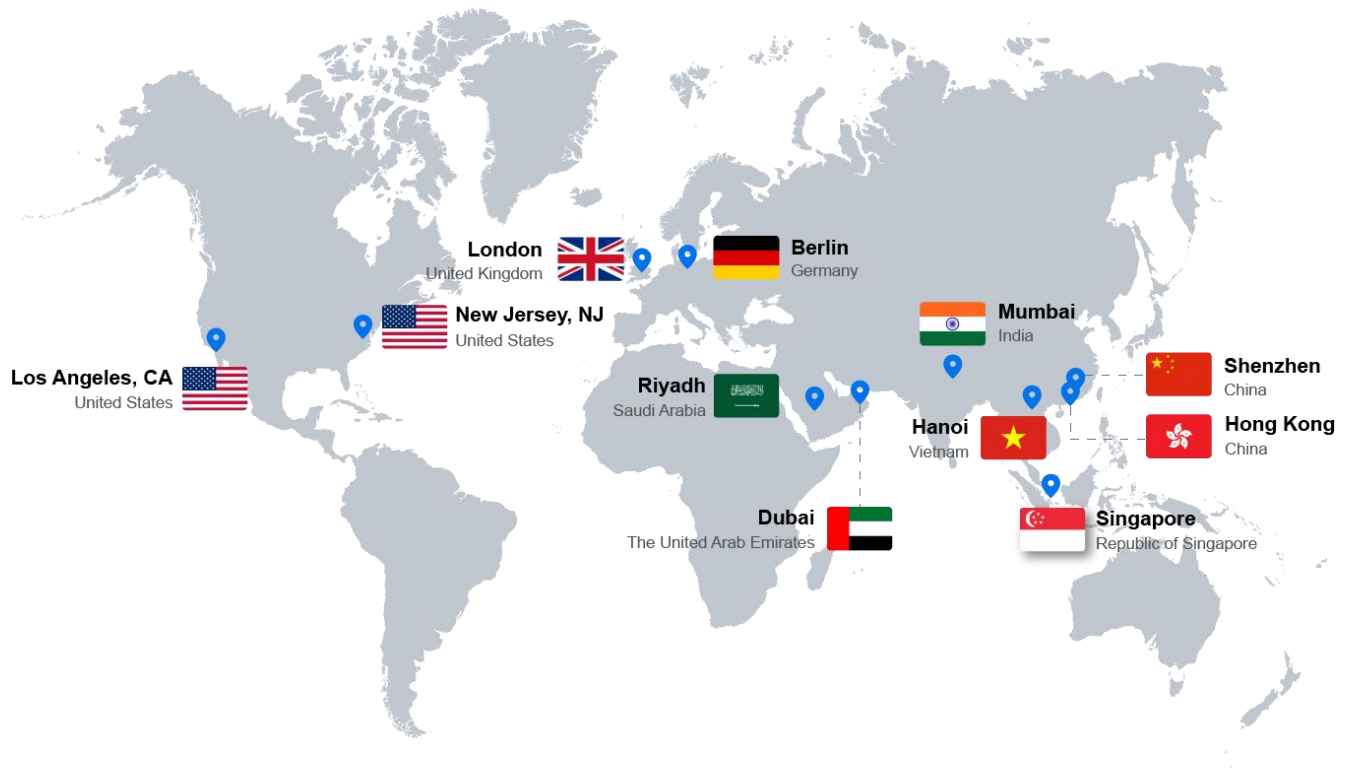 London
United Kingdom
Berlin
Germany
New Jersey, NJ
United States
Mumbai
India
Los Angeles, CA
United States
Riyadh
Saudi Arabia
Shenzhen
China
Hanoi
Vietnam
Hong Kong
China
Dubai
The United Arab Emirates
Singapore
Republic of Singapore